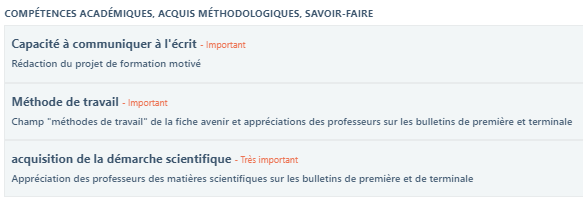 COMPÉTENCES ACADÉMIQUES, ACQUIS MÉTHODOLOGIQUES, SAVOIR-FAIRE
Capacité à communiquer à l'écrit - Important
Rédaction du projet de formation motivé
Méthode de travail - Important
Champ "méthodes de travail" de la fiche avenir et appréciations des professeurs sur les bulletins de première et terminale
acquisition de la démarche scientifique - Très important
Appréciation des professeurs des matières scientifiques sur les bulletins de première et de terminale